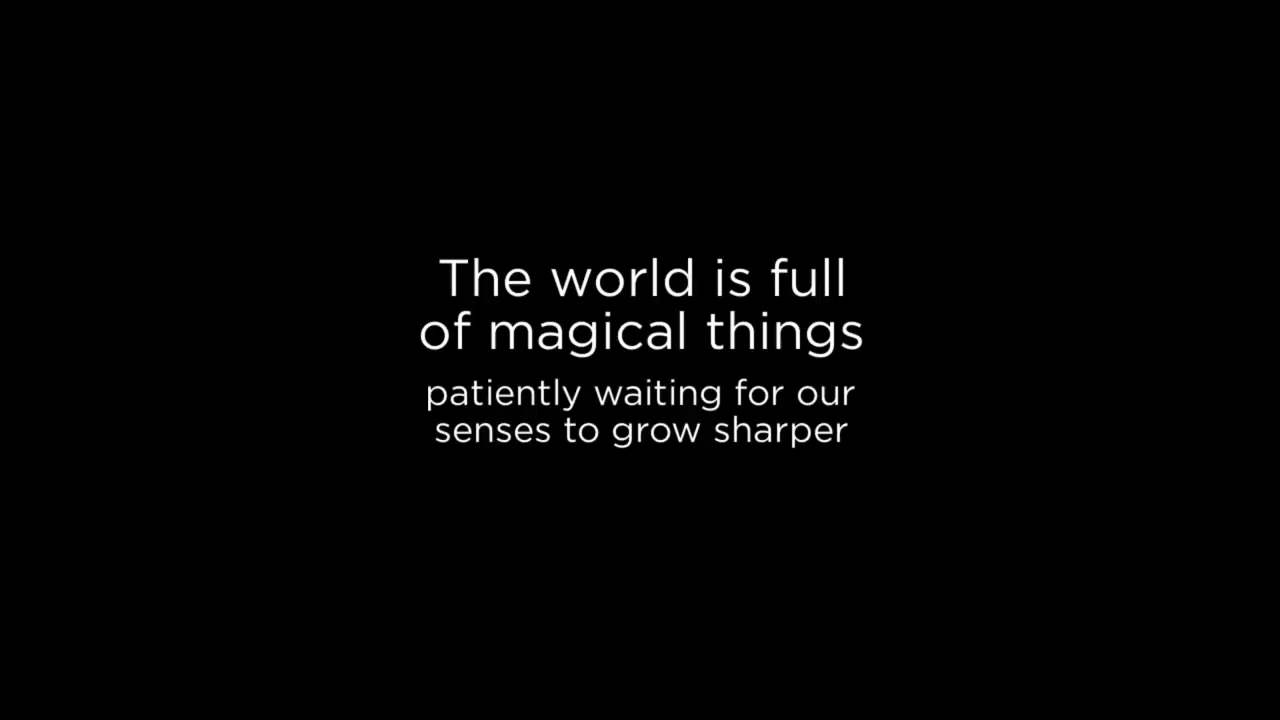 The world is full
of magical things
patiently waiting for our
senses to grow sharper